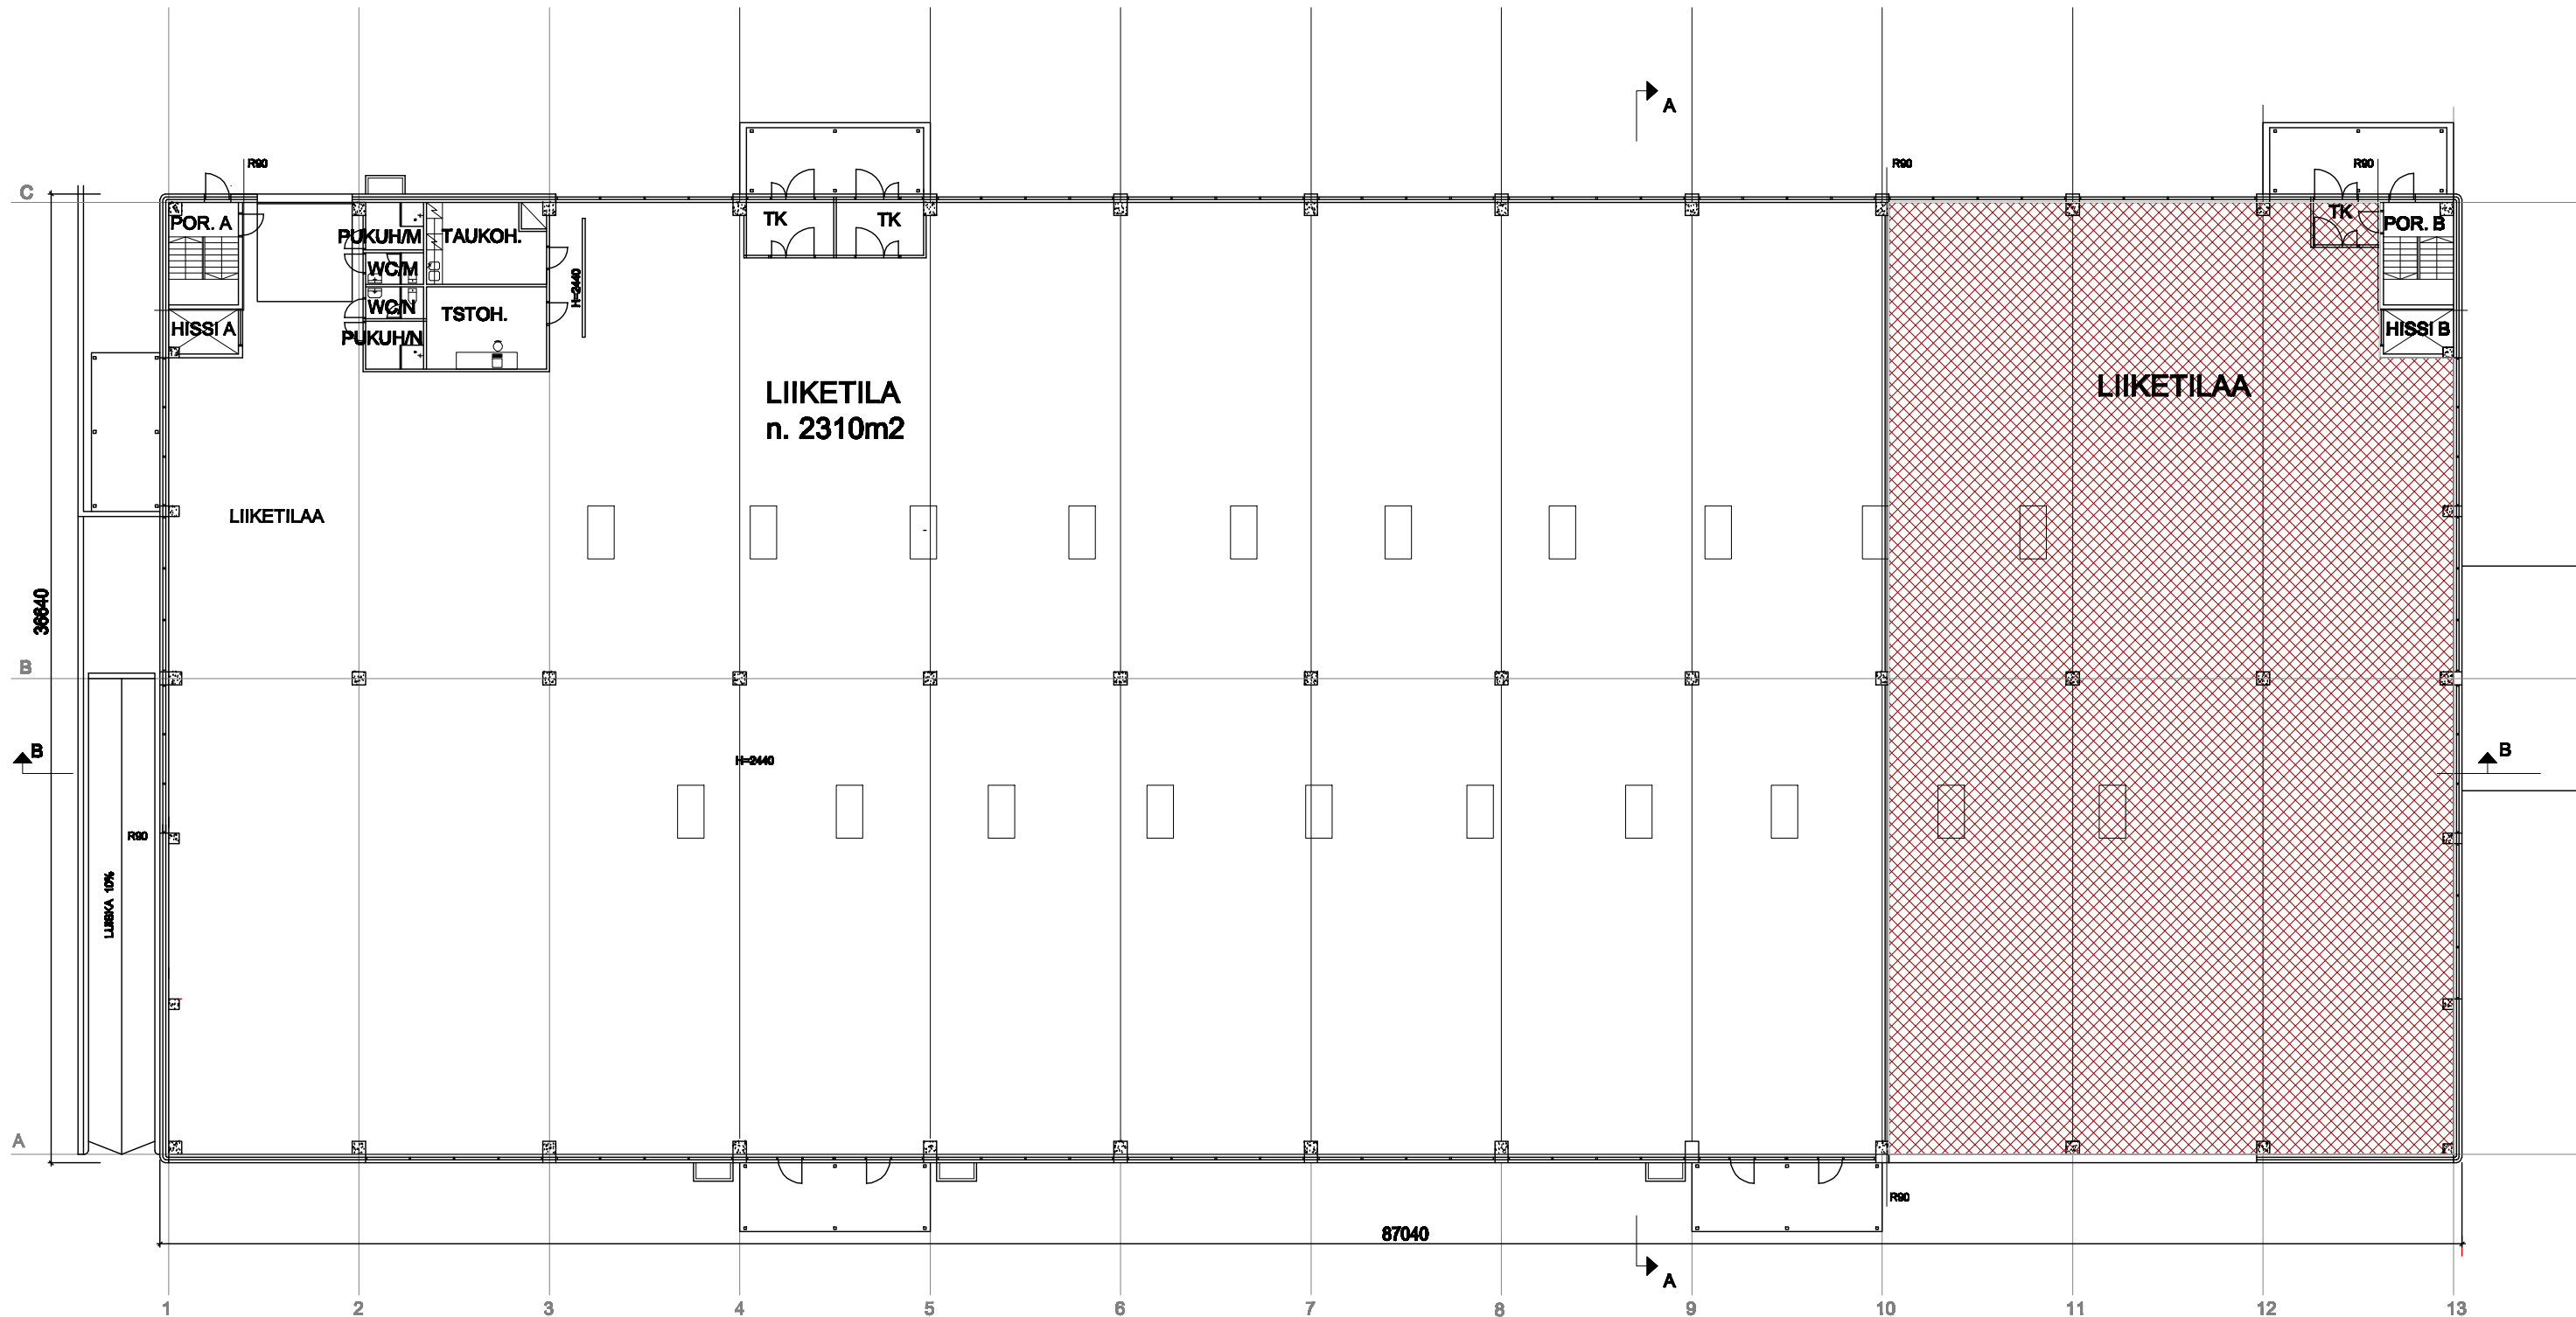 A
R90
R90
R90
C
POR. A
PUKUH/M
TAUKOH.
TK
TK
TK
POR. B
WC/M
WC/N
TSTOH.
H=2440
HISSI A
PUKUH/N
HISSI B
LIIKETILA
n. 2310m2
LIIKETILAA
LIIKETILAA
36640
B
B
B
H=2440
R90
LUISKA 10%
A
R90
87040
A
1 2 3 4 5 6 7 8 9 10 11 12 13